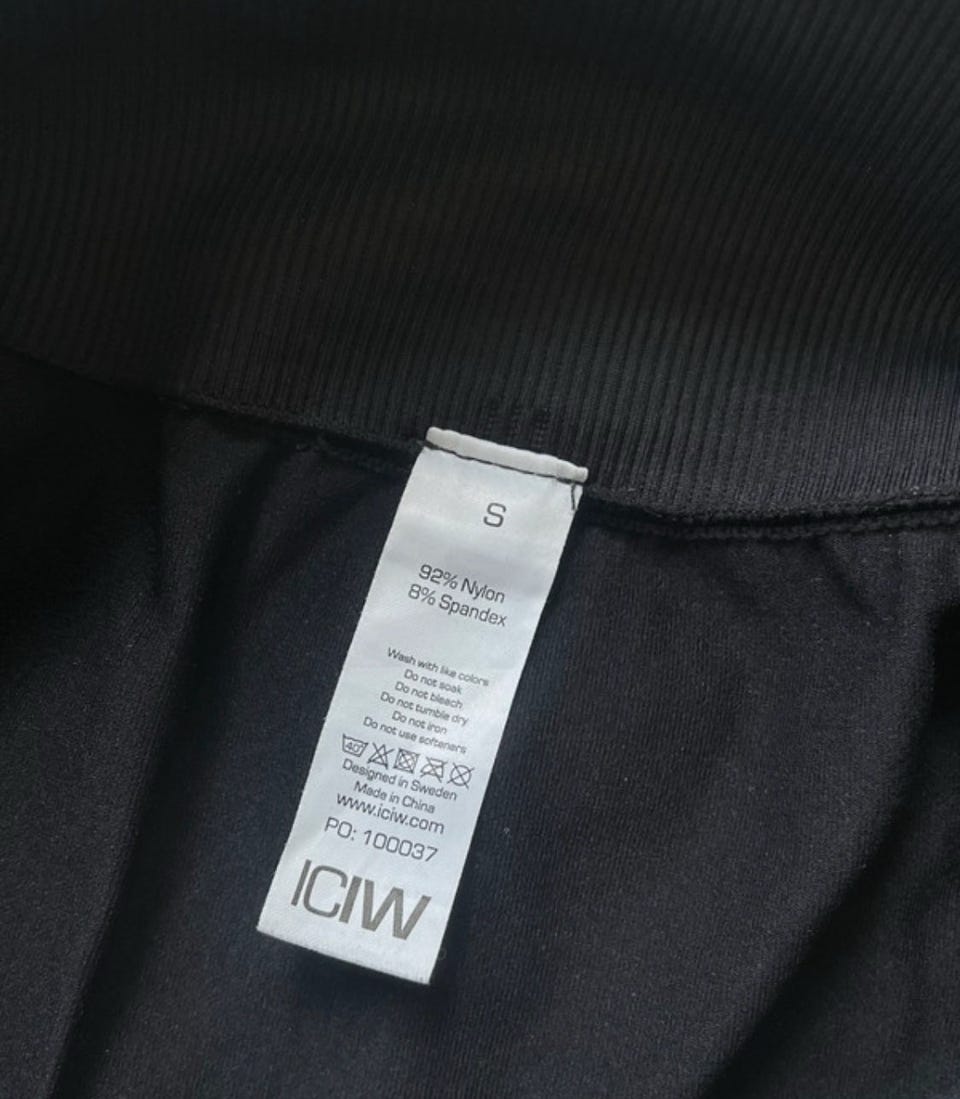 S
92% Nylon
8% Spandex
Wash with like colors
Do not soak
Do not bleach
Do not tumble dry
Do not iron
Do not use softeners
40°
Designed in Sweden
Made in China
www.iciw.com
PO: 100037
ICIW